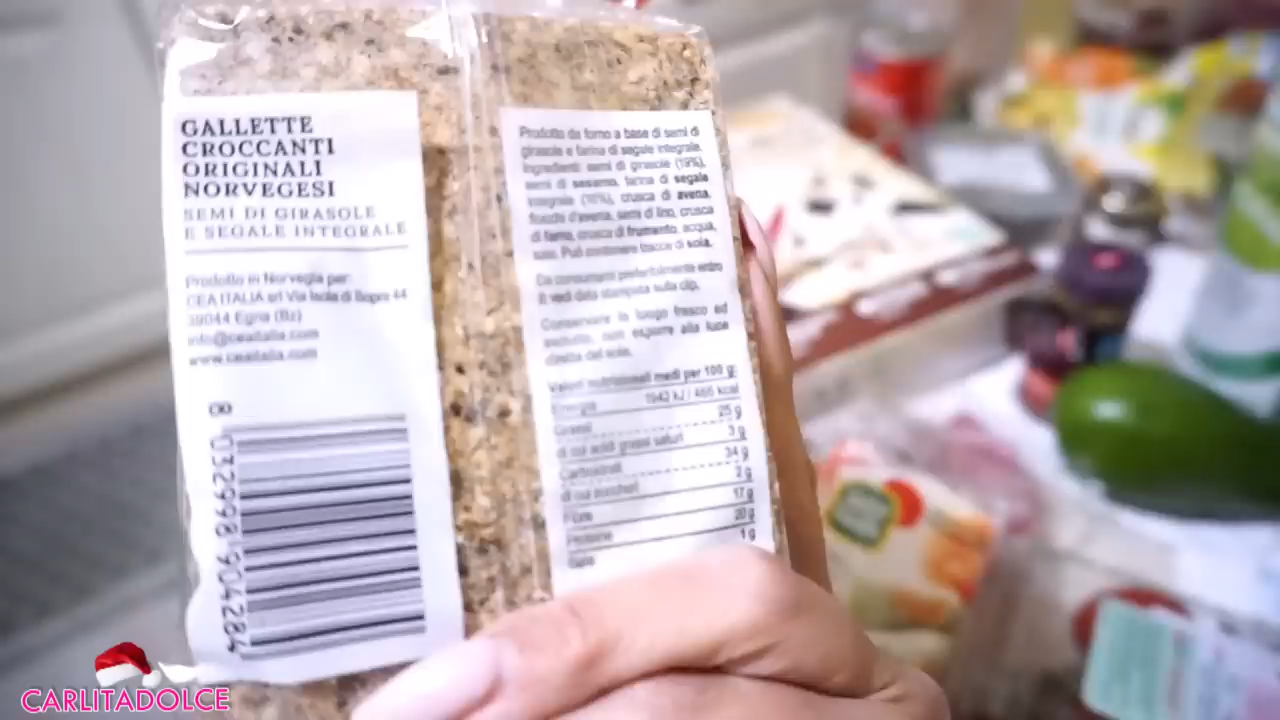 GALLETTE
CROCCANTI
ORIGINALI
NORVEGESI
SEMI DI GIRASOLE
E SEGALE INTEGRALE
Prodotto in Norvegia per:
CEA ITALIA srl Via Isola di Sopra 44
39044 Egna (Bz)
info@ceaitalia.com
www.ceaitalia.com
8 032998 904284
Prodotto da forno a base di semi di
girasole e farina di segale integrale.
Ingredienti: semi di girasole (19%),
semi di sesamo, farina di segale
integrale (16%), crusca di avena,
fiocchi d'avena, semi di lino, crusca
di farro, crusca di frumento, acqua,
sale. Può contenere tracce di soia.
Da consumarsi preferibilmente entro
il: vedi data stampata sulla clip.
Conservare in luogo fresco ed
asciutto, non esporre alla luce
diretta del sole.
Valori nutrizionali medi per 100 g:
Energia 1942 kJ / 466 kcal
Grassi 25 g
di cui acidi grassi saturi 3 g
Carboidrati 34 g
di cui zuccheri 2 g
Fibre 17 g
Proteine 20 g
Sale 1 g
CARLITADOLCE